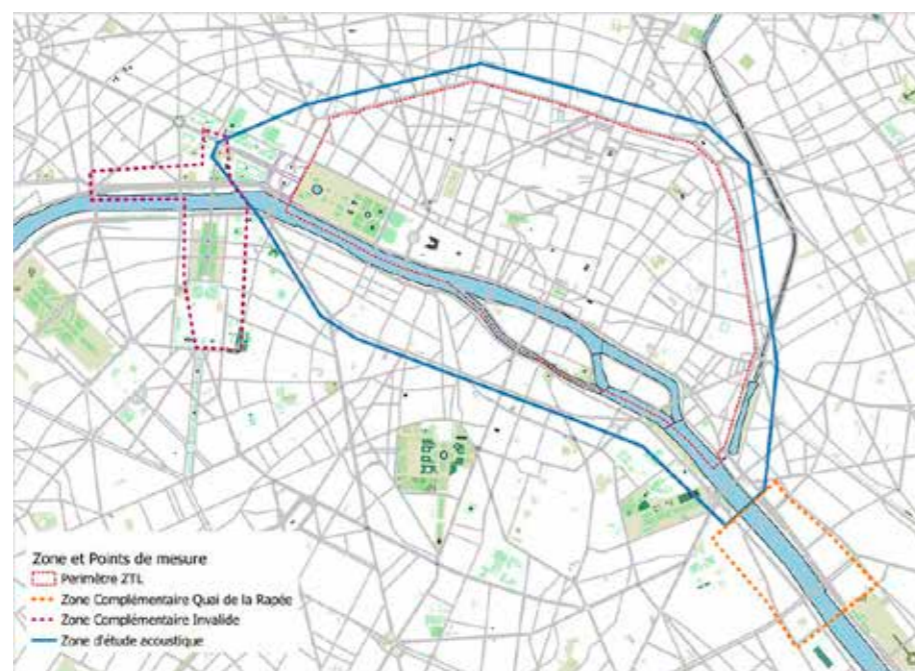 Zone et Points de mesure
Perimètre ZTL
Zone Complémentaire Quai de la Rapée
Zone Complémentaire Invalide
Zone d'étude acoustique